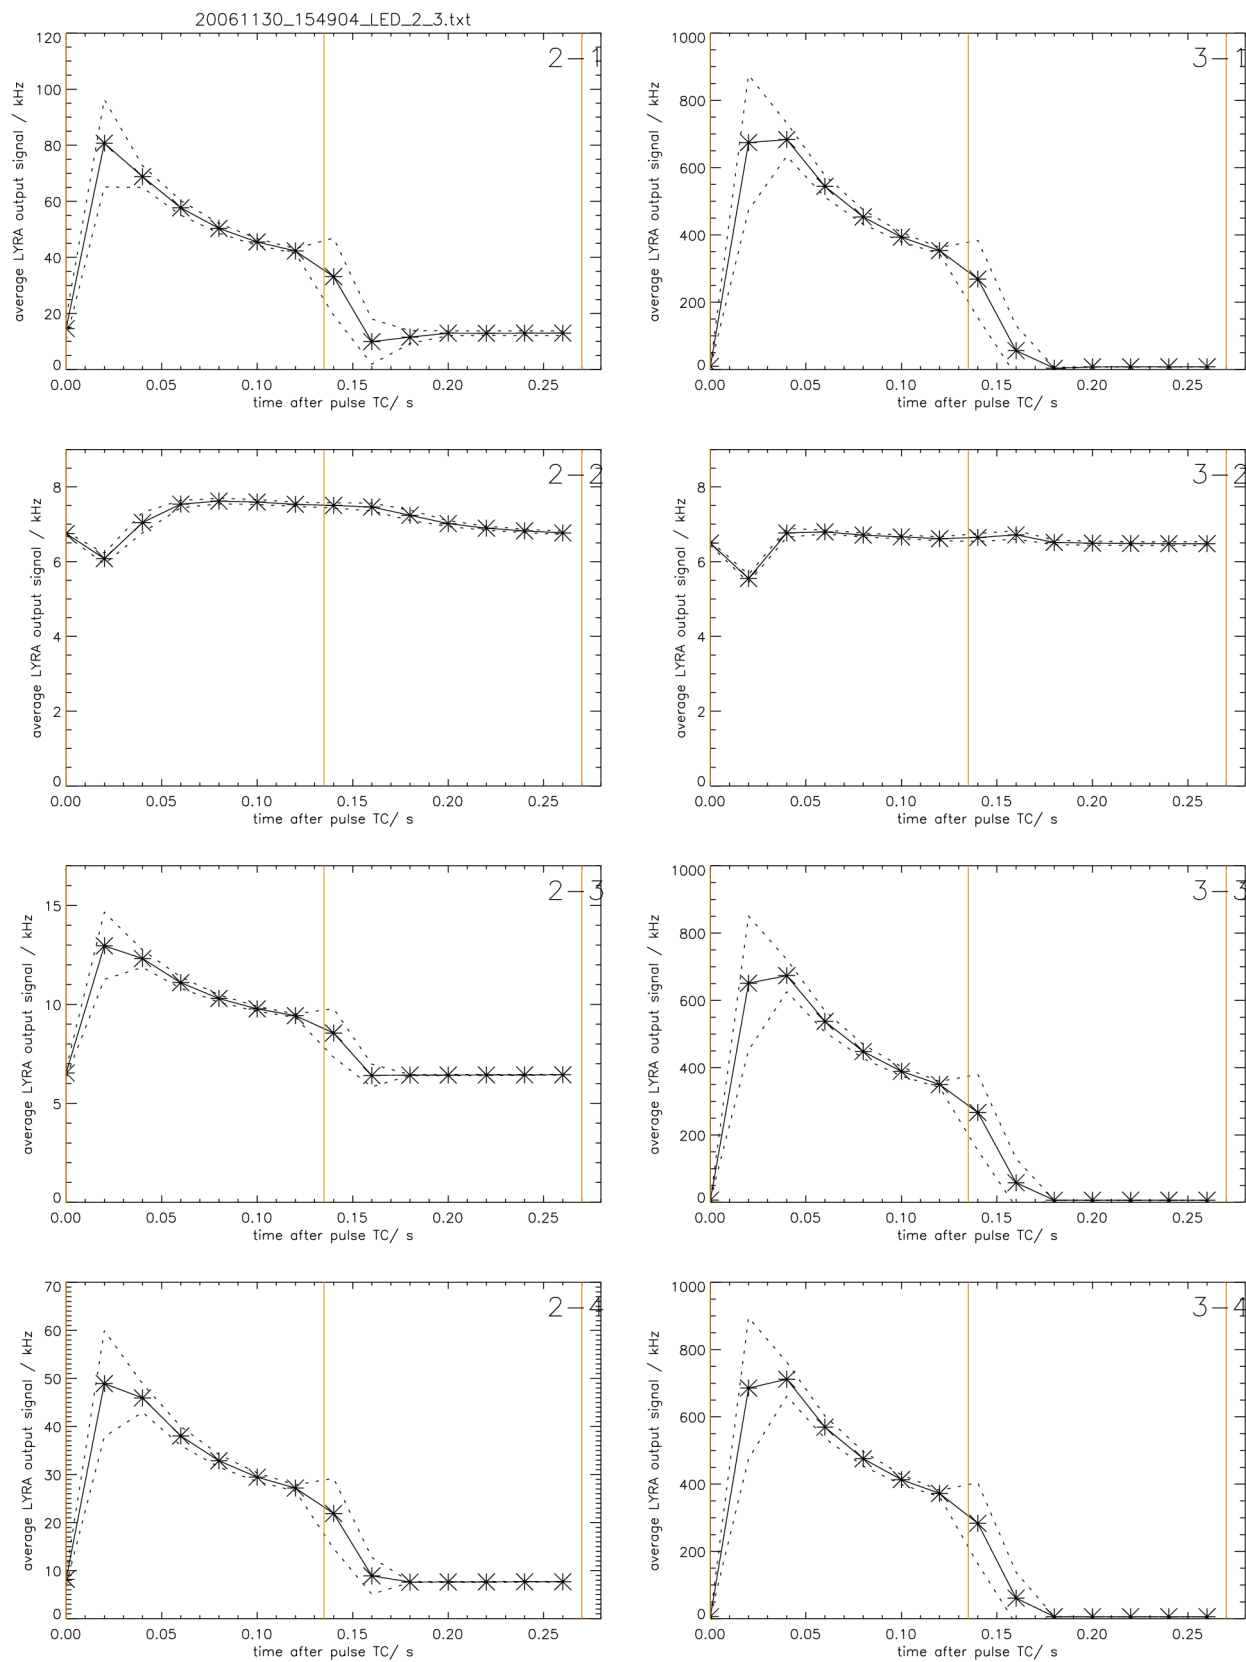 20061130_154904_LED_2_3.txt
2-1
average LYRA output signal / kHz
120
100
80
60
40
20
0
0.00 0.05 0.10 0.15 0.20 0.25
time after pulse TC/ s
3-1
average LYRA output signal / kHz
1000
800
600
400
200
0
0.00 0.05 0.10 0.15 0.20 0.25
time after pulse TC/ s
2-2
average LYRA output signal / kHz
8
6
4
2
0
0.00 0.05 0.10 0.15 0.20 0.25
time after pulse TC/ s
3-2
average LYRA output signal / kHz
8
6
4
2
0
0.00 0.05 0.10 0.15 0.20 0.25
time after pulse TC/ s
2-3
average LYRA output signal / kHz
15
10
5
0
0.00 0.05 0.10 0.15 0.20 0.25
time after pulse TC/ s
3-3
average LYRA output signal / kHz
1000
800
600
400
200
0
0.00 0.05 0.10 0.15 0.20 0.25
time after pulse TC/ s
2-4
average LYRA output signal / kHz
70
60
50
40
30
20
10
0
0.00 0.05 0.10 0.15 0.20 0.25
time after pulse TC/ s
3-4
average LYRA output signal / kHz
1000
800
600
400
200
0
0.00 0.05 0.10 0.15 0.20 0.25
time after pulse TC/ s